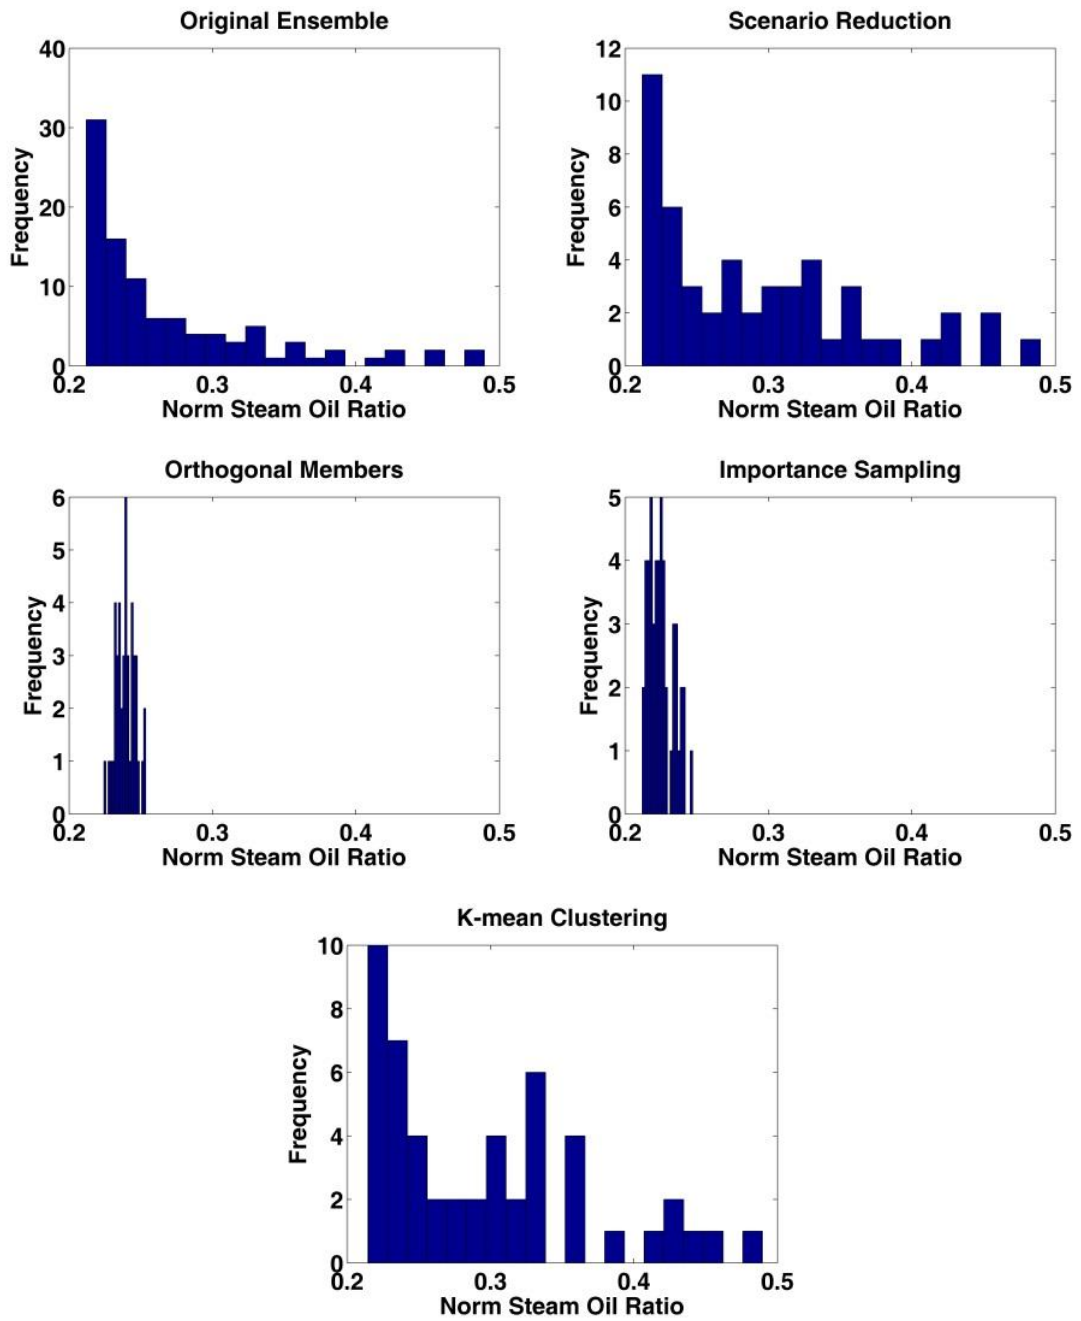 Original Ensemble
40
30
20
10
0
Frequency
0.2 0.3 0.4 0.5
Norm Steam Oil Ratio
Scenario Reduction
12
10
8
6
4
2
0
Frequency
0.2 0.3 0.4 0.5
Norm Steam Oil Ratio
Orthogonal Members
6
5
4
3
2
1
0
Frequency
0.2 0.3 0.4 0.5
Norm Steam Oil Ratio
Importance Sampling
5
4
3
2
1
0
Frequency
0.2 0.3 0.4 0.5
Norm Steam Oil Ratio
K-mean Clustering
10
8
6
4
2
0
Frequency
0.2 0.3 0.4 0.5
Norm Steam Oil Ratio